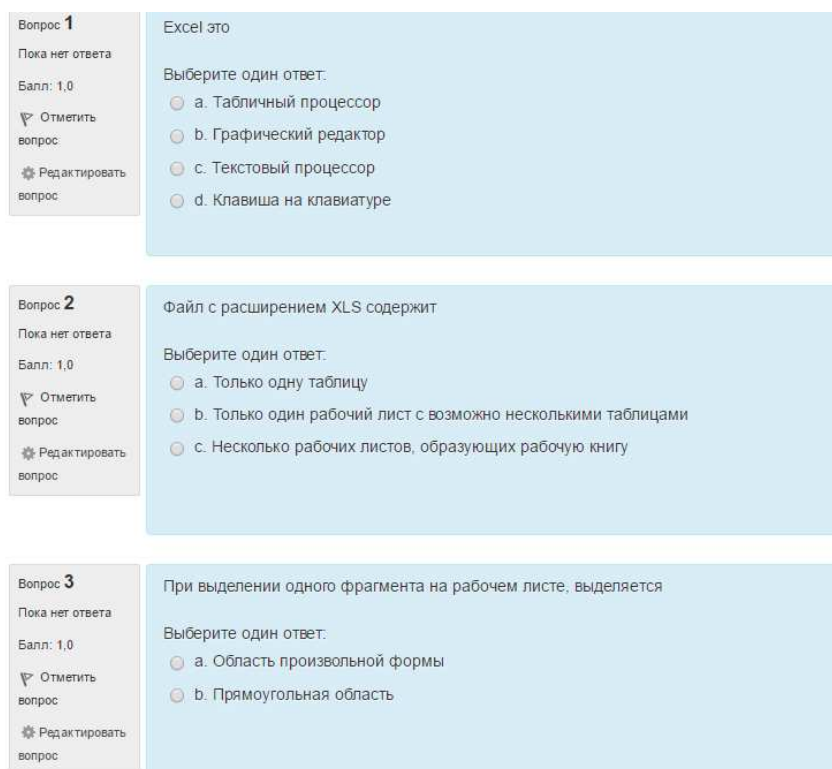 Вопрос 1
Пока нет ответа
Балл: 1,0
Отметить
вопрос
Редактировать
вопрос
Excel это
Выберите один ответ:
a. Табличный процессор
b. Графический редактор
c. Текстовый процессор
d. Клавиша на клавиатуре
Вопрос 2
Пока нет ответа
Балл: 1,0
Отметить
вопрос
Редактировать
вопрос
Файл с расширением XLS содержит
Выберите один ответ:
a. Только одну таблицу
b. Только один рабочий лист с возможно несколькими таблицами
c. Несколько рабочих листов, образующих рабочую книгу
Вопрос 3
Пока нет ответа
Балл: 1,0
Отметить
вопрос
Редактировать
вопрос
При выделении одного фрагмента на рабочем листе, выделяется
Выберите один ответ:
a. Область произвольной формы
b. Прямоугольная область